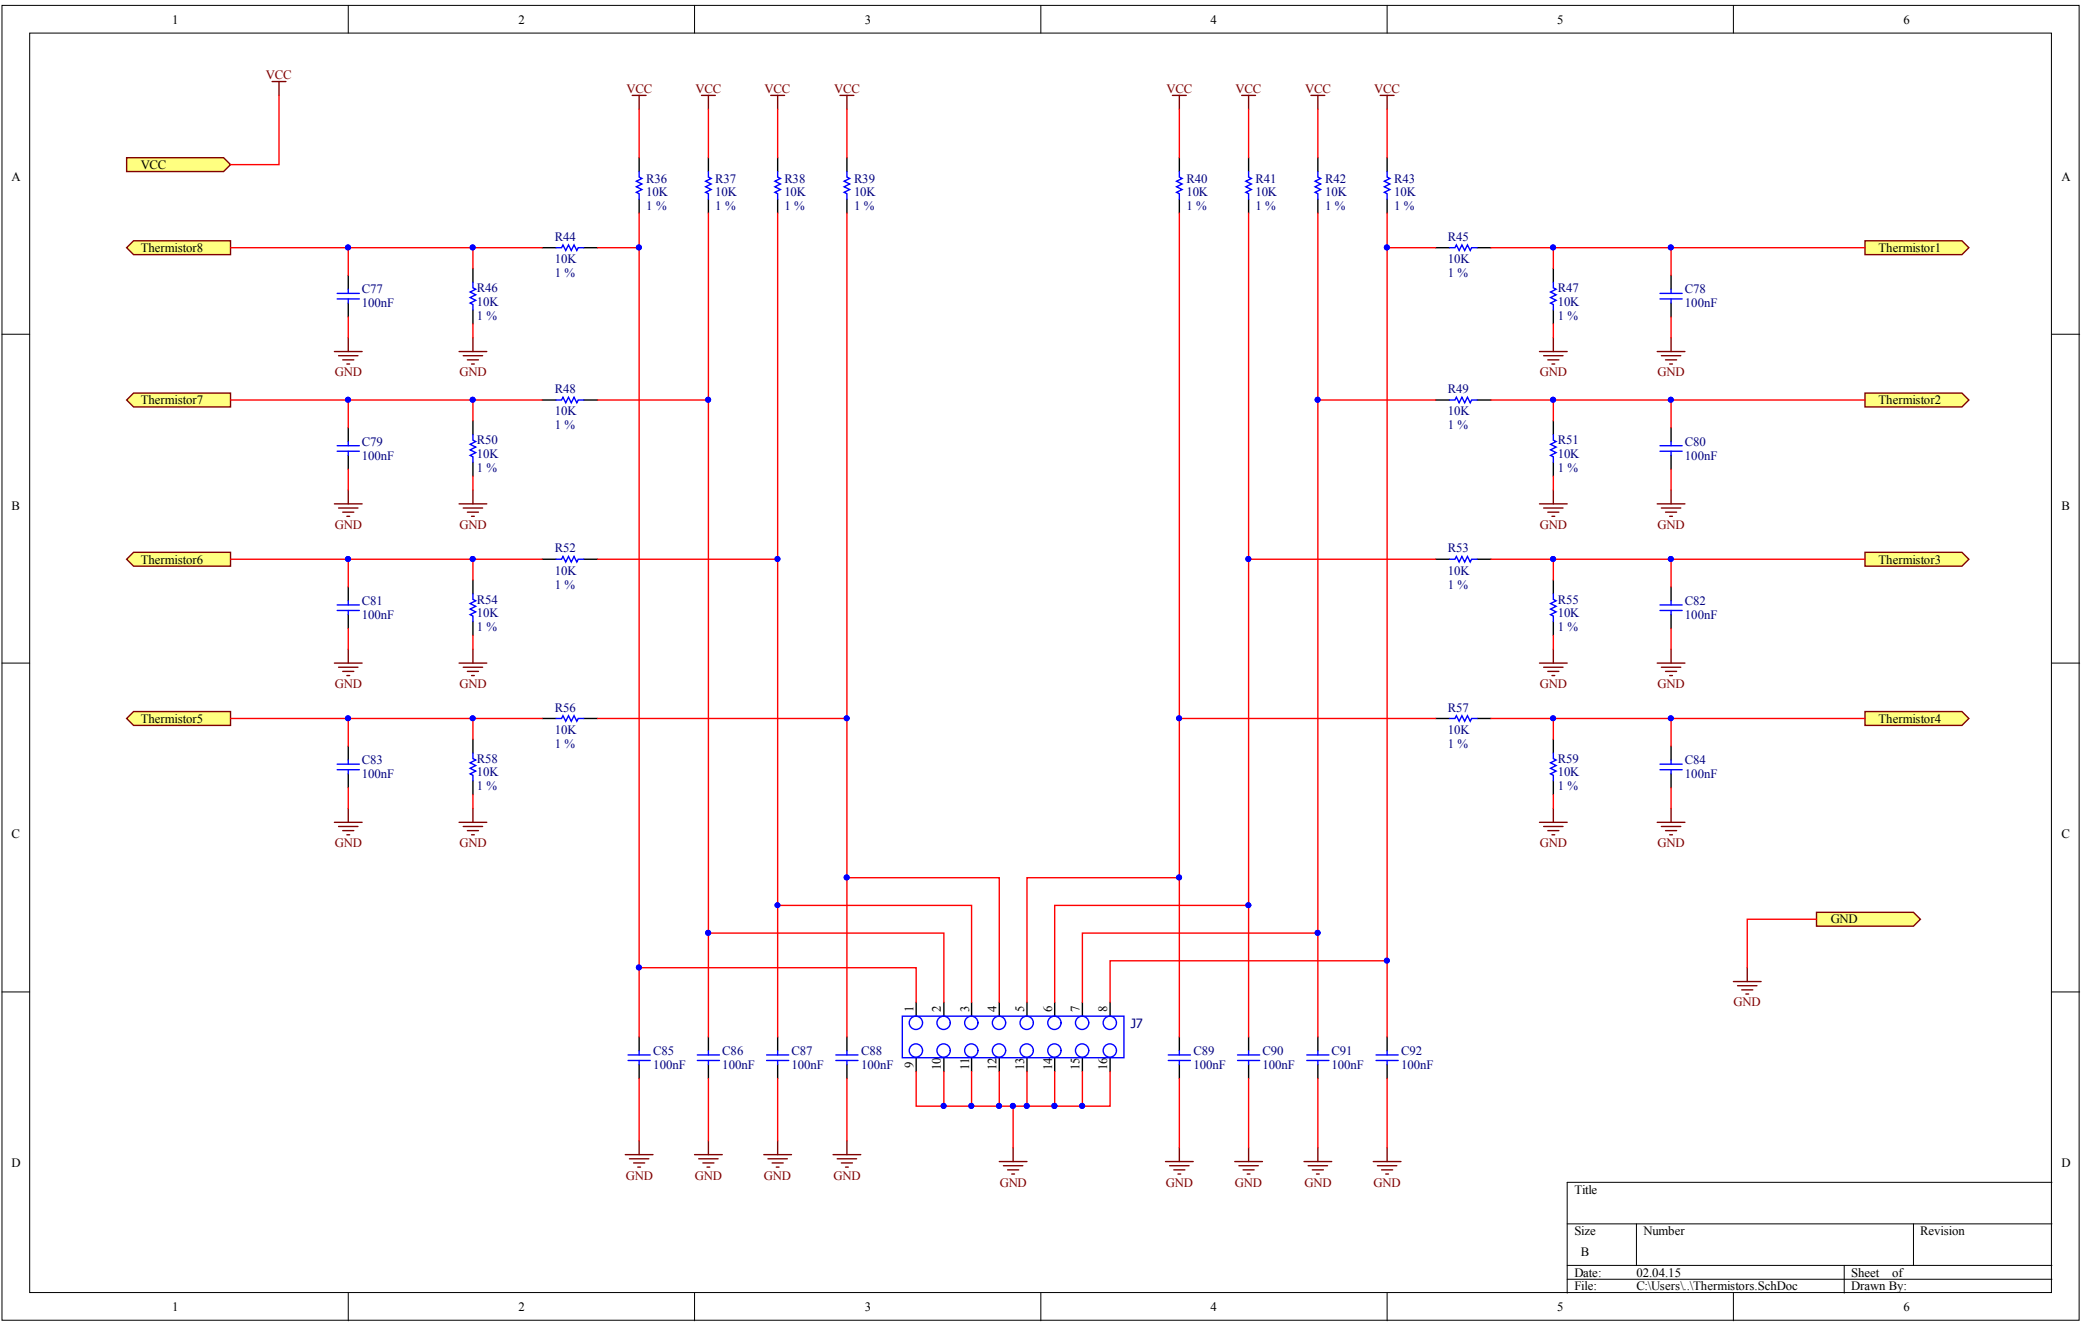 1 2 3 4 5 6
VCC
VCC VCC VCC VCC VCC VCC VCC VCC
VCC
A A
R36 R37 R38 R39 R40 R41 R42 R43
10K 10K 10K 10K 10K 10K 10K 10K
1 % 1 % 1 % 1 % 1 % 1 % 1 % 1 %
R44 R45
Thermistor8 Thermistor1
10K 10K
1 % 1 %
C77 R46 R47 C78
100nF 10K 10K 100nF
1 % 1 %
GND GND GND GND
R48 R49
Thermistor7 Thermistor2
10K 10K
1 % 1 %
C79 R50 R51 C80
100nF 10K 10K 100nF
1 % 1 %
B B
GND GND GND GND
R52 R53
Thermistor6 Thermistor3
10K 10K
1 % 1 %
C81 R54 R55 C82
100nF 10K 10K 100nF
1 % 1 %
GND GND GND GND
R56 R57
Thermistor5 Thermistor4
10K 10K
1 % 1 %
C83 R58 R59 C84
100nF 10K 10K 100nF
1 % 1 %
C C
GND GND GND GND
GND
GND
1 2 3 4 5 6 7 8
J7
C85 C86 C87 C88 C89 C90 C91 C92
100nF 100nF 100nF 100nF 100nF 100nF 100nF 100nF
9 10 11 12 13 14 15 16
D D
GND GND GND GND GND GND GND GND GND
Title
Size Number Revision
B
Date: 02.04.15 Sheet of
File: C:\Users\..\Thermistors.SchDoc Drawn By:
1 2 3 4 5 6